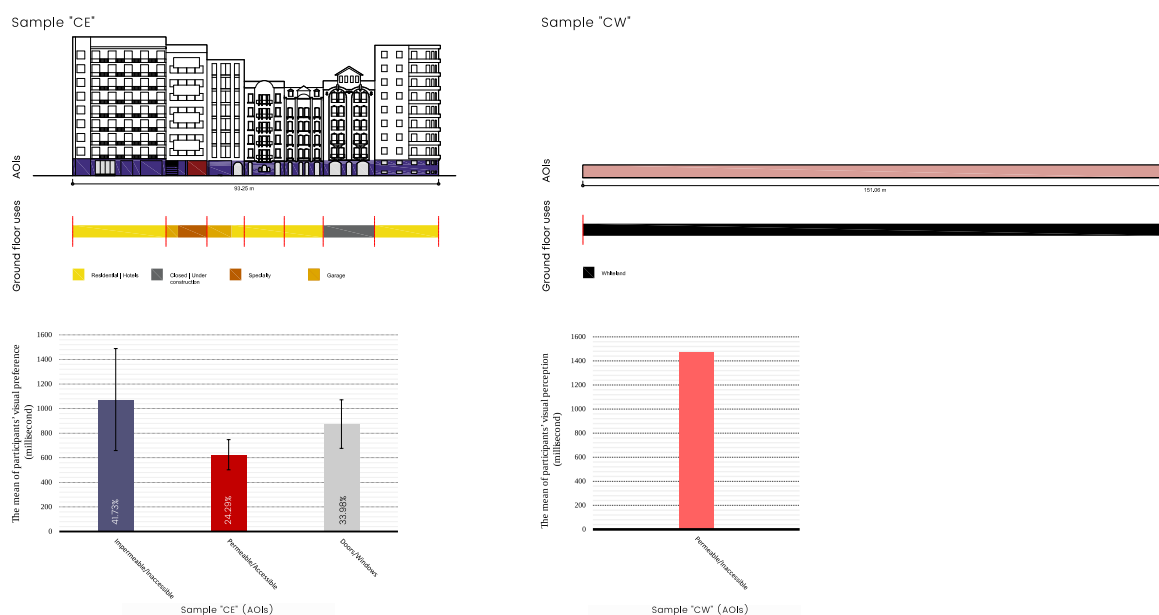 Sample "CE"
AOIs
93.25 m
Ground floor uses
Residential | Hotels
Closed | Under
construction
Specialty
Garage
The mean of participants' visual preference
(millisecond)
1600
1400
1200
1000
800
600
400
200
0
41.73%
24.29%
33.98%
Impermeable/Inaccessible
Permeable/Accessible
Doors/Windows
Sample "CE" (AOIs)
Sample "CW"
AOIs
151.06 m
Ground floor uses
Whiteland
The mean of participants' visual perception
(millisecond)
1600
1400
1200
1000
800
600
400
200
0
Permeable/Inaccessible
Sample "CW" (AOIs)